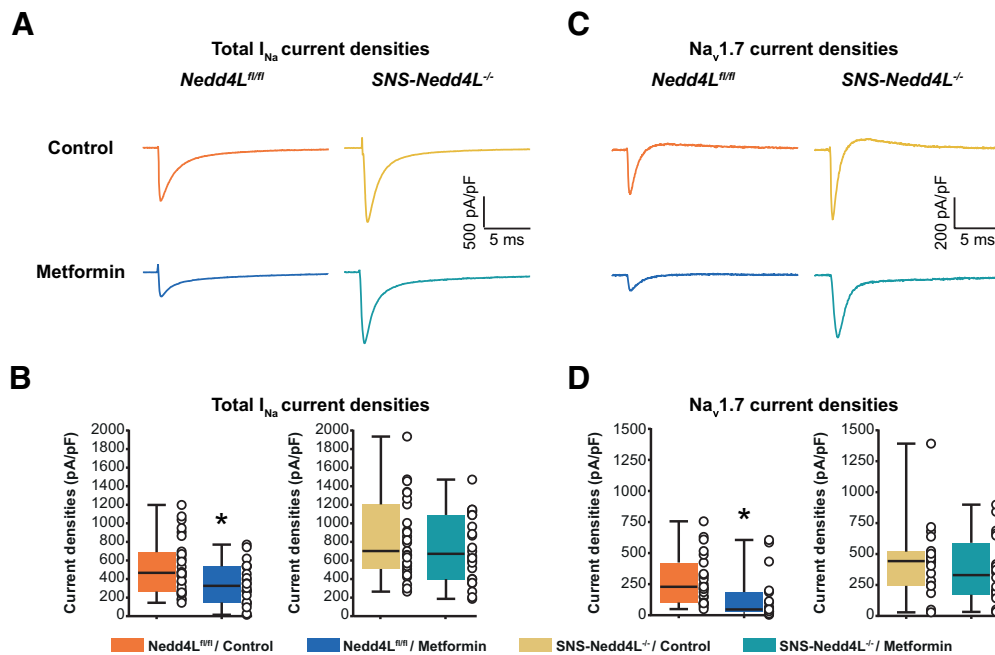 A
C
Total I_Na current densities
Na_v1.7 current densities
Nedd4L^fl/fl
SNS-Nedd4L^-/-
Nedd4L^fl/fl
SNS-Nedd4L^-/-
Control
500 pA/pF
5 ms
200 pA/pF
5 ms
Metformin
B
D
Total I_Na current densities
Na_v1.7 current densities
Current densities (pA/pF)
2000
1800
1600
1400
1200
1000
800
600
400
200
0
*
Current densities (pA/pF)
2000
1800
1600
1400
1200
1000
800
600
400
200
0
Current densities (pA/pF)
1500
1250
1000
750
500
250
0
*
Current densities (pA/pF)
1500
1250
1000
750
500
250
0
Nedd4L^fl/fl / Control
Nedd4L^fl/fl / Metformin
SNS-Nedd4L^-/- / Control
SNS-Nedd4L^-/- / Metformin